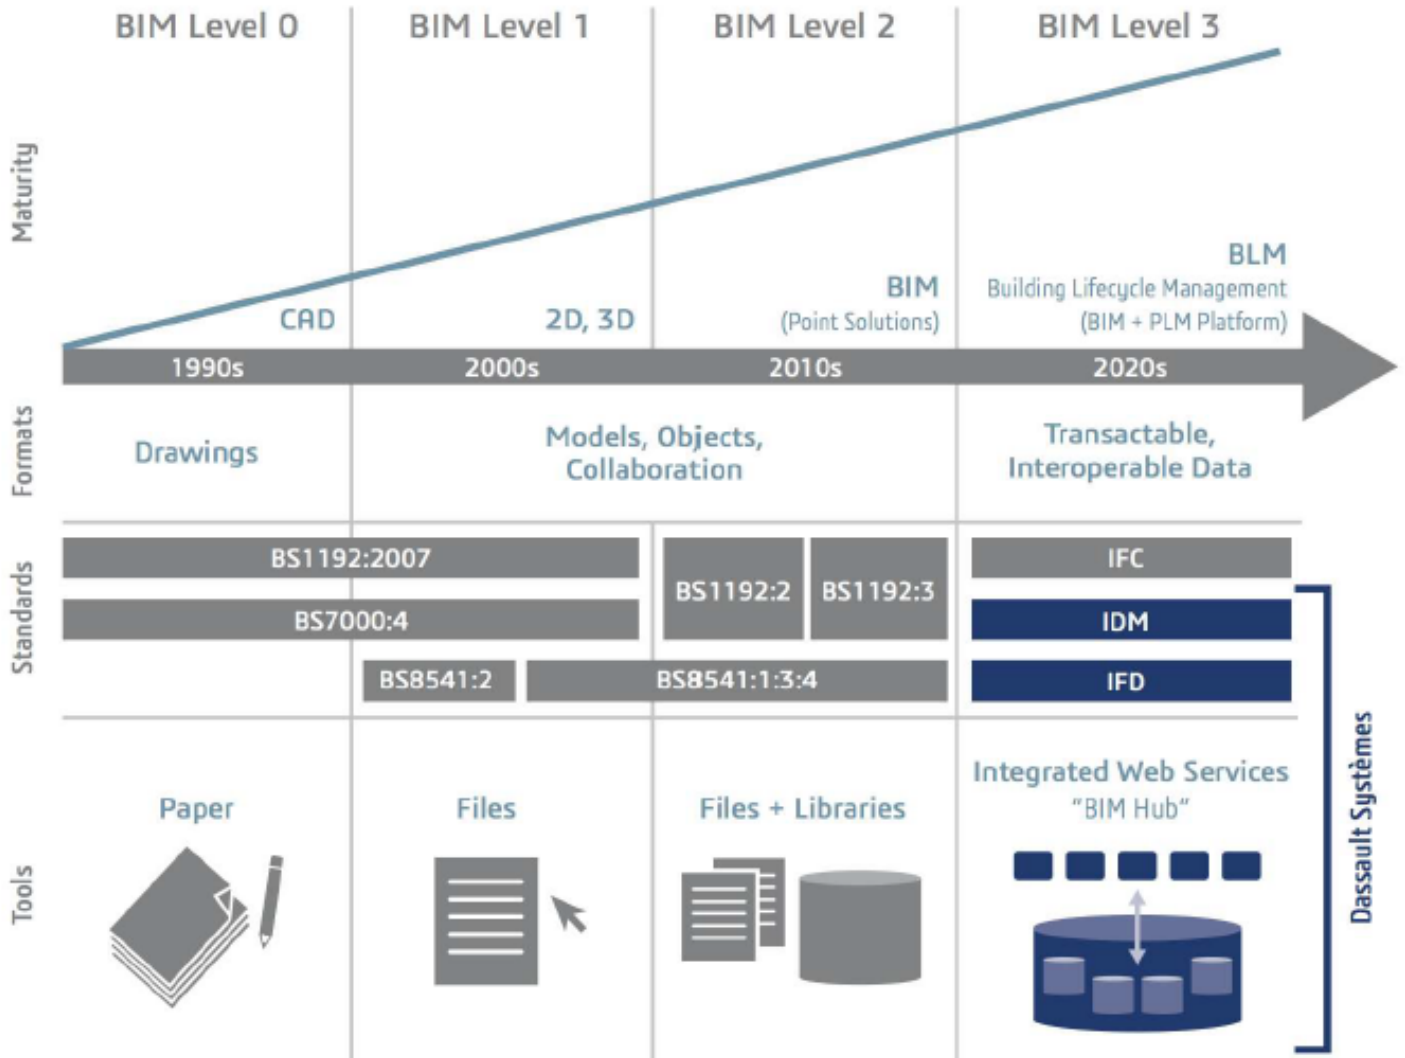 BIM Level 0
BIM Level 1
BIM Level 2
BIM Level 3
Maturity
CAD
2D, 3D
BIM
(Point Solutions)
BLM
Building Lifecycle Management
(BIM + PLM Platform)
1990s
2000s
2010s
2020s
Formats
Drawings
Models, Objects,
Collaboration
Transactable,
Interoperable Data
Standards
BS1192:2007
BS7000:4
BS8541:2
BS1192:2
BS1192:3
BS8541:1:3:4
IFC
IDM
IFD
Tools
Paper
Files
Files + Libraries
Integrated Web Services
“BIM Hub“
Dassault Systèmes